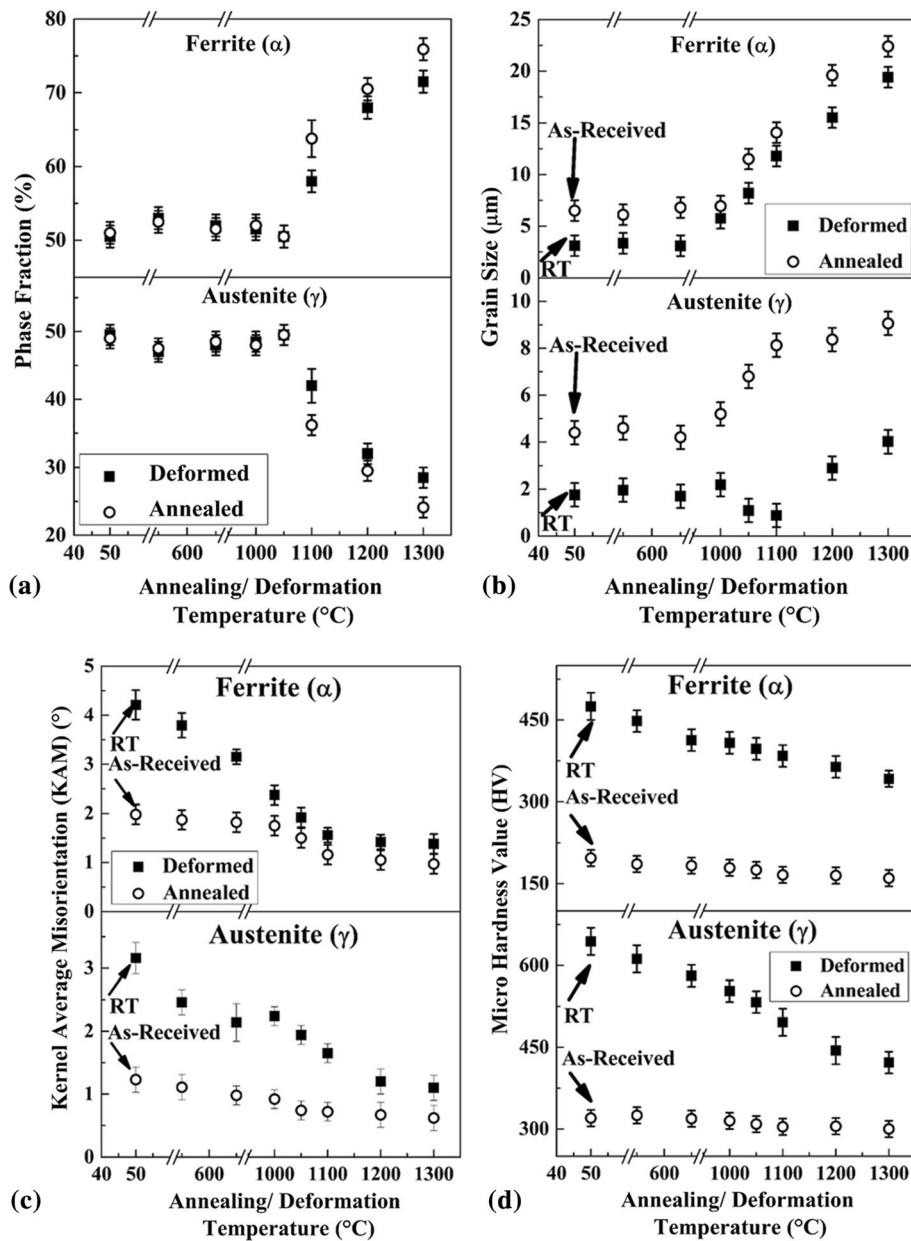 Ferrite (α)
80
70
60
50
Austenite (γ)
50
40
30
20
Deformed
Annealed
Phase Fraction (%)
40 50 600 1000 1100 1200 1300
(a)
Annealing/ Deformation
Temperature (°C)
Ferrite (α)
25
20
15
10
5
0
As-Received
RT
Deformed
Annealed
Austenite (γ)
10
8
6
4
2
0
As-Received
RT
Grain Size (μm)
40 50 600 1000 1100 1200 1300
(b)
Annealing/ Deformation
Temperature (°C)
Ferrite (α)
5
4
3
2
1
0
RT
As-Received
Deformed
Annealed
Austenite (γ)
3
2
1
0
RT
As-Received
Kernel Average Misorientation (KAM) (°)
40 50 600 1000 1100 1200 1300
(c)
Annealing/ Deformation
Temperature (°C)
Ferrite (α)
450
300
150
RT
As-Received
Austenite (γ)
600
450
300
Deformed
Annealed
RT
As-Received
Micro Hardness Value (HV)
40 50 600 1000 1100 1200 1300
(d)
Annealing/ Deformation
Temperature (°C)